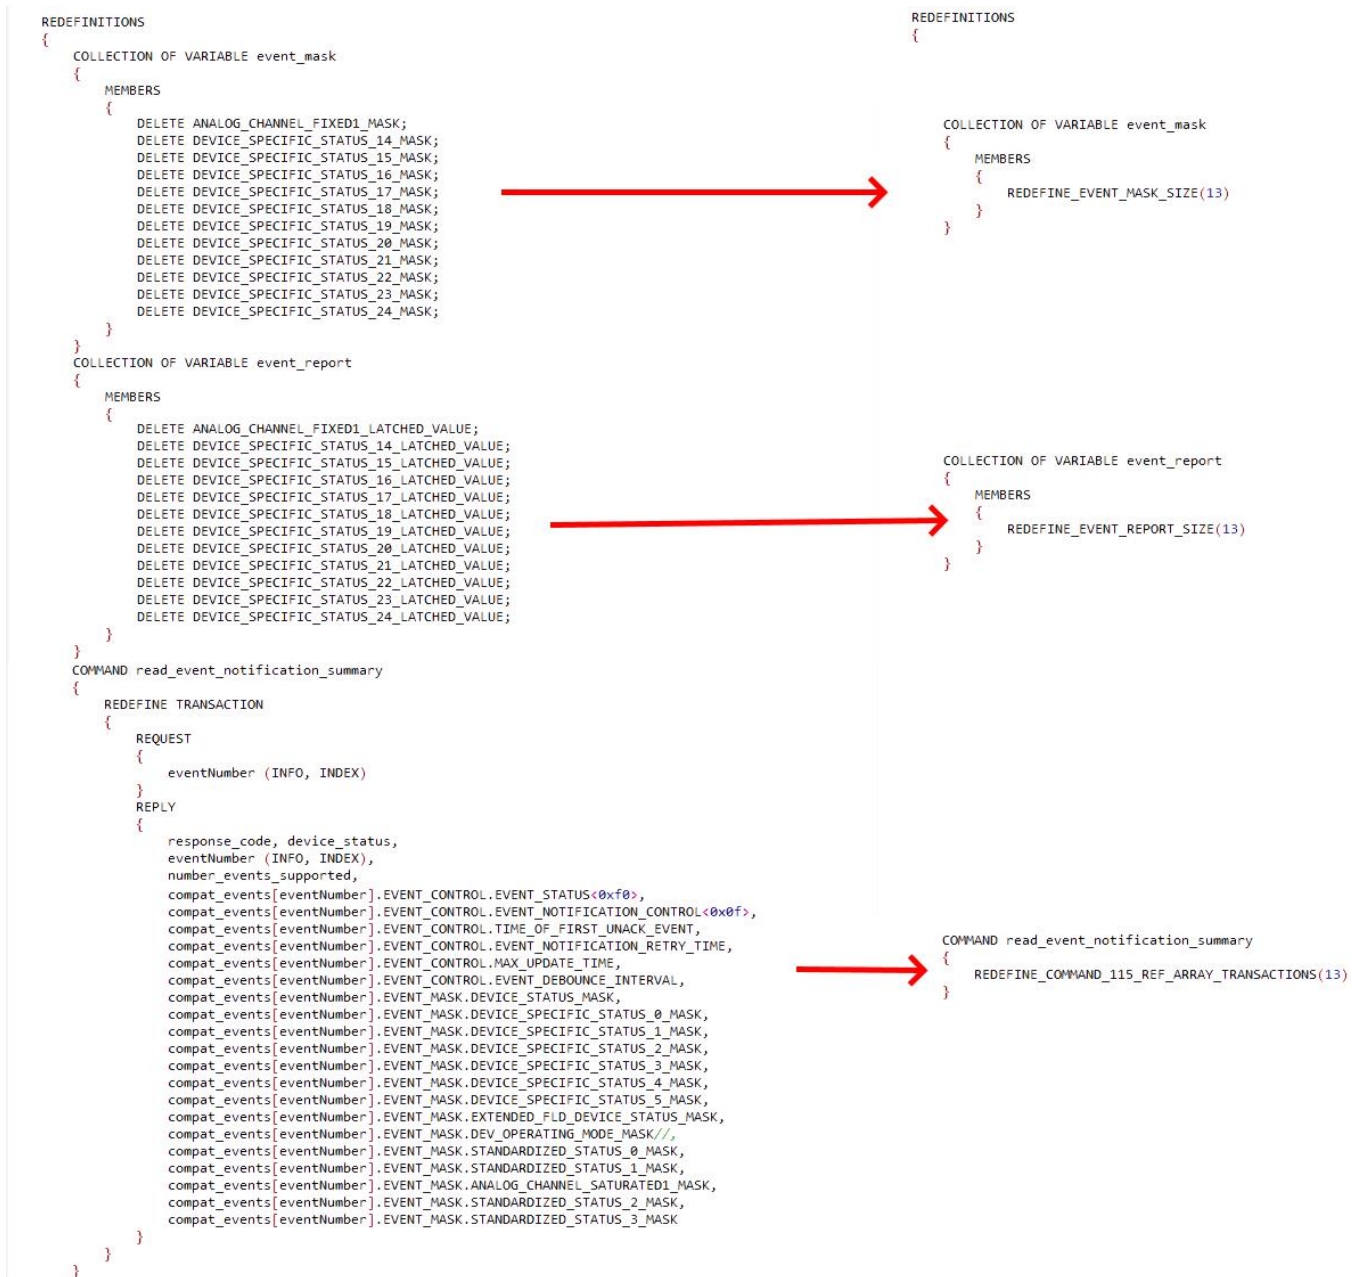 REDEFINITIONS
{
COLLECTION OF VARIABLE event_mask
{
MEMBERS
{
DELETE ANALOG_CHANNEL_FIXED1_MASK;
DELETE DEVICE_SPECIFIC_STATUS_14_MASK;
DELETE DEVICE_SPECIFIC_STATUS_15_MASK;
DELETE DEVICE_SPECIFIC_STATUS_16_MASK;
DELETE DEVICE_SPECIFIC_STATUS_17_MASK;
DELETE DEVICE_SPECIFIC_STATUS_18_MASK;
DELETE DEVICE_SPECIFIC_STATUS_19_MASK;
DELETE DEVICE_SPECIFIC_STATUS_20_MASK;
DELETE DEVICE_SPECIFIC_STATUS_21_MASK;
DELETE DEVICE_SPECIFIC_STATUS_22_MASK;
DELETE DEVICE_SPECIFIC_STATUS_23_MASK;
DELETE DEVICE_SPECIFIC_STATUS_24_MASK;
}
}
COLLECTION OF VARIABLE event_report
{
MEMBERS
{
DELETE ANALOG_CHANNEL_FIXED1_LATCHED_VALUE;
DELETE DEVICE_SPECIFIC_STATUS_14_LATCHED_VALUE;
DELETE DEVICE_SPECIFIC_STATUS_15_LATCHED_VALUE;
DELETE DEVICE_SPECIFIC_STATUS_16_LATCHED_VALUE;
DELETE DEVICE_SPECIFIC_STATUS_17_LATCHED_VALUE;
DELETE DEVICE_SPECIFIC_STATUS_18_LATCHED_VALUE;
DELETE DEVICE_SPECIFIC_STATUS_19_LATCHED_VALUE;
DELETE DEVICE_SPECIFIC_STATUS_20_LATCHED_VALUE;
DELETE DEVICE_SPECIFIC_STATUS_21_LATCHED_VALUE;
DELETE DEVICE_SPECIFIC_STATUS_22_LATCHED_VALUE;
DELETE DEVICE_SPECIFIC_STATUS_23_LATCHED_VALUE;
DELETE DEVICE_SPECIFIC_STATUS_24_LATCHED_VALUE;
}
}
COMMAND read_event_notification_summary
{
REDEFINE TRANSACTION
{
REQUEST
{
eventNumber (INFO, INDEX)
}
REPLY
{
response_code, device_status,
eventNumber (INFO, INDEX),
number_events_supported,
compat_events[eventNumber].EVENT_CONTROL.EVENT_STATUS<0xf0>,
compat_events[eventNumber].EVENT_CONTROL.EVENT_NOTIFICATION_CONTROL<0x0f>,
compat_events[eventNumber].EVENT_CONTROL.TIME_OF_FIRST_UNACK_EVENT,
compat_events[eventNumber].EVENT_CONTROL.EVENT_NOTIFICATION_RETRY_TIME,
compat_events[eventNumber].EVENT_CONTROL.MAX_UPDATE_TIME,
compat_events[eventNumber].EVENT_CONTROL.EVENT_DEBOUNCE_INTERVAL,
compat_events[eventNumber].EVENT_MASK.DEVICE_STATUS_MASK,
compat_events[eventNumber].EVENT_MASK.DEVICE_SPECIFIC_STATUS_0_MASK,
compat_events[eventNumber].EVENT_MASK.DEVICE_SPECIFIC_STATUS_1_MASK,
compat_events[eventNumber].EVENT_MASK.DEVICE_SPECIFIC_STATUS_2_MASK,
compat_events[eventNumber].EVENT_MASK.DEVICE_SPECIFIC_STATUS_3_MASK,
compat_events[eventNumber].EVENT_MASK.DEVICE_SPECIFIC_STATUS_4_MASK,
compat_events[eventNumber].EVENT_MASK.DEVICE_SPECIFIC_STATUS_5_MASK,
compat_events[eventNumber].EVENT_MASK.EXTENDED_FLD_DEVICE_STATUS_MASK,
compat_events[eventNumber].EVENT_MASK.DEV_OPERATING_MODE_MASK//,
compat_events[eventNumber].EVENT_MASK.STANDARDIZED_STATUS_0_MASK,
compat_events[eventNumber].EVENT_MASK.STANDARDIZED_STATUS_1_MASK,
compat_events[eventNumber].EVENT_MASK.ANALOG_CHANNEL_SATURATED1_MASK,
compat_events[eventNumber].EVENT_MASK.STANDARDIZED_STATUS_2_MASK,
compat_events[eventNumber].EVENT_MASK.STANDARDIZED_STATUS_3_MASK
}
}
}
REDEFINITIONS
{
COLLECTION OF VARIABLE event_mask
{
MEMBERS
{
REDEFINE_EVENT_MASK_SIZE(13)
}
}
COLLECTION OF VARIABLE event_report
{
MEMBERS
{
REDEFINE_EVENT_REPORT_SIZE(13)
}
}
COMMAND read_event_notification_summary
{
REDEFINE_COMMAND_115_REF_ARRAY_TRANSACTIONS(13)
}